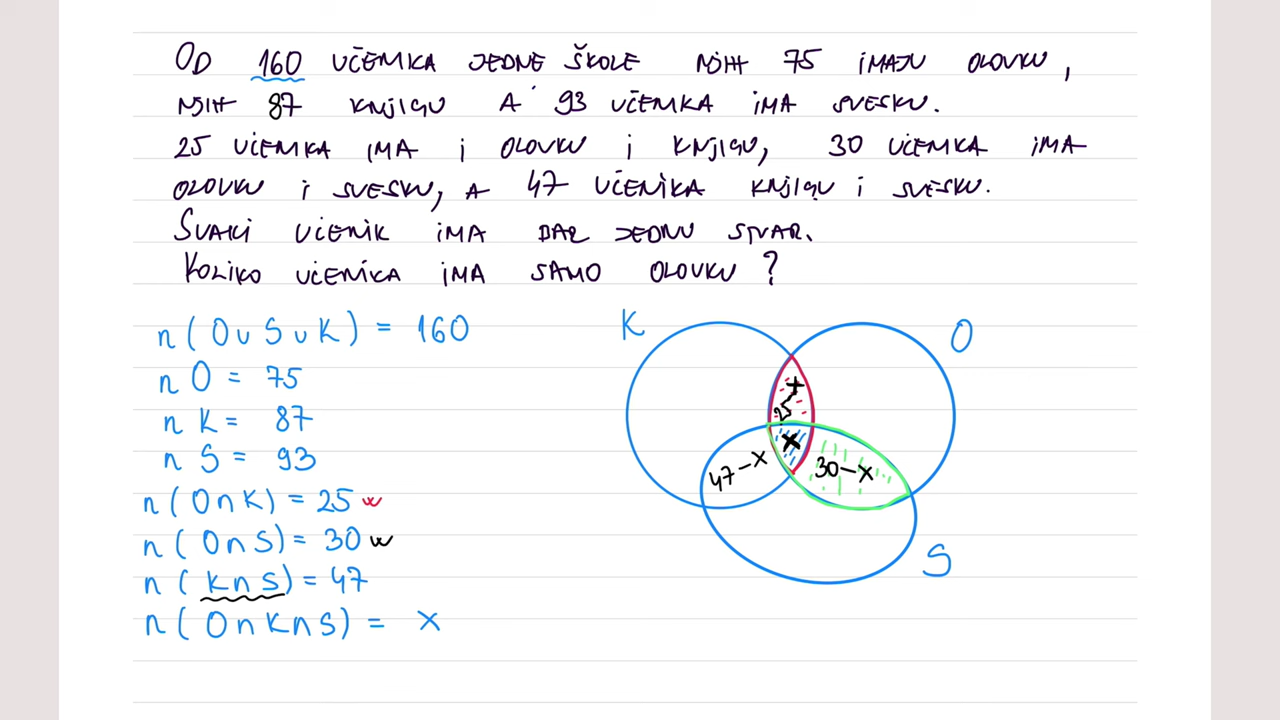 OD 160 UČENIKA JEDNE ŠKOLE NJIH 75 IMAJU OLOVKU,
NJIH 87 KNJIGU A 93 UČENIKA IMA SVESKU.
25 UČENIKA IMA I OLOVKU I KNJIGU, 30 UČENIKA IMA
OLOVKU I SVESKU, A 47 UČENIKA KNJIGU I SVESKU.
SVAKI UČENIK IMA BAR JEDNU STVAR.
KOLIKO UČENIKA IMA SAMO OLOVKU?
n(O∪S∪K) = 160
n O = 75
n K = 87
n S = 93
n(O∩K) = 25
n(O∩S) = 30
n(K∩S) = 47
n(O∩K∩S) = x
K
O
25-x
x
47-x
30-x
S